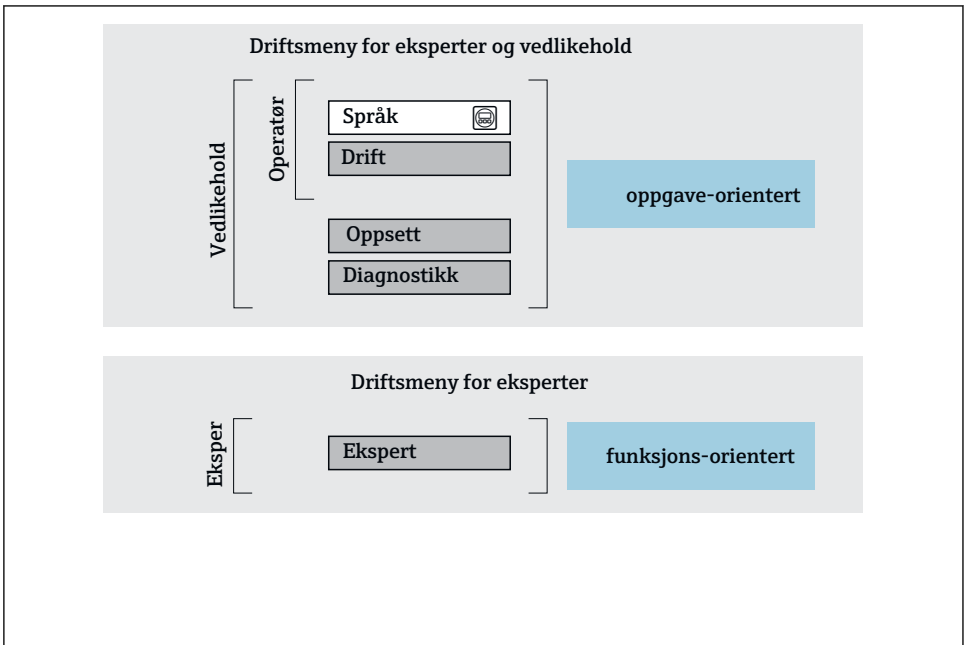 Driftsmeny for eksperter og vedlikehold
Vedlikehold
Operatør
Språk
Drift
Oppsett
Diagnostikk
oppgave-orientert
Driftsmeny for eksperter
Eksper
Ekspert
funksjons-orientert